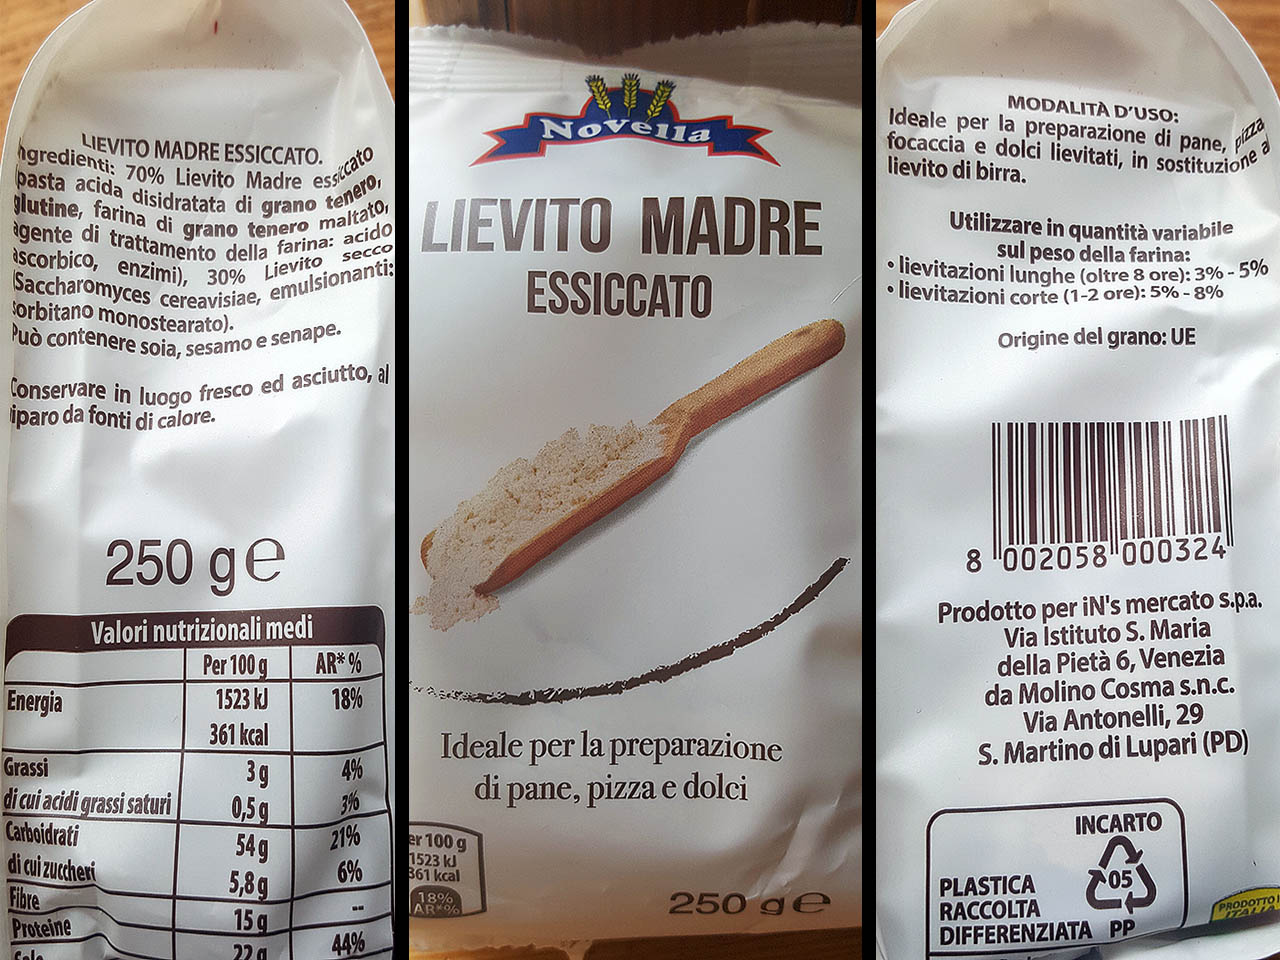 LIEVITO MADRE ESSICCATO.
Ingredienti: 70% Lievito Madre essiccato
(pasta acida disidratata di grano tenero,
glutine, farina di grano tenero maltato,
agente di trattamento della farina: acido
ascorbico, enzimi), 30% Lievito secco
(Saccharomyces cereavisiae, emulsionanti:
sorbitano monostearato).
Può contenere soia, sesamo e senape.
Conservare in luogo fresco ed asciutto, al
riparo da fonti di calore.
250 g e
Valori nutrizionali medi
Per 100 g AR* %
Energia 1523 kJ 18%
361 kcal
Grassi 3 g 4%
di cui acidi grassi saturi 0,5 g 3%
Carboidrati 54 g 21%
di cui zuccheri 5,8 g 6%
Fibre 15 g --
Proteine 22 g 44%
Sale
Novella
LIEVITO MADRE
ESSICCATO
Ideale per la preparazione
di pane, pizza e dolci
per 100 g
1523 kJ
361 kcal
18%
AR*%
250 g e
MODALITÀ D'USO:
Ideale per la preparazione di pane, pizza
focaccia e dolci lievitati, in sostituzione al
lievito di birra.
Utilizzare in quantità variabile
sul peso della farina:
• lievitazioni lunghe (oltre 8 ore): 3% - 5%
• lievitazioni corte (1-2 ore): 5% - 8%
Origine del grano: UE
8 002058 000324
Prodotto per iN's mercato s.p.a.
Via Istituto S. Maria
della Pietà 6, Venezia
da Molino Cosma s.n.c.
Via Antonelli, 29
S. Martino di Lupari (PD)
INCARTO
05
PLASTICA
RACCOLTA
DIFFERENZIATA PP
PRODOTTO
ITALIA